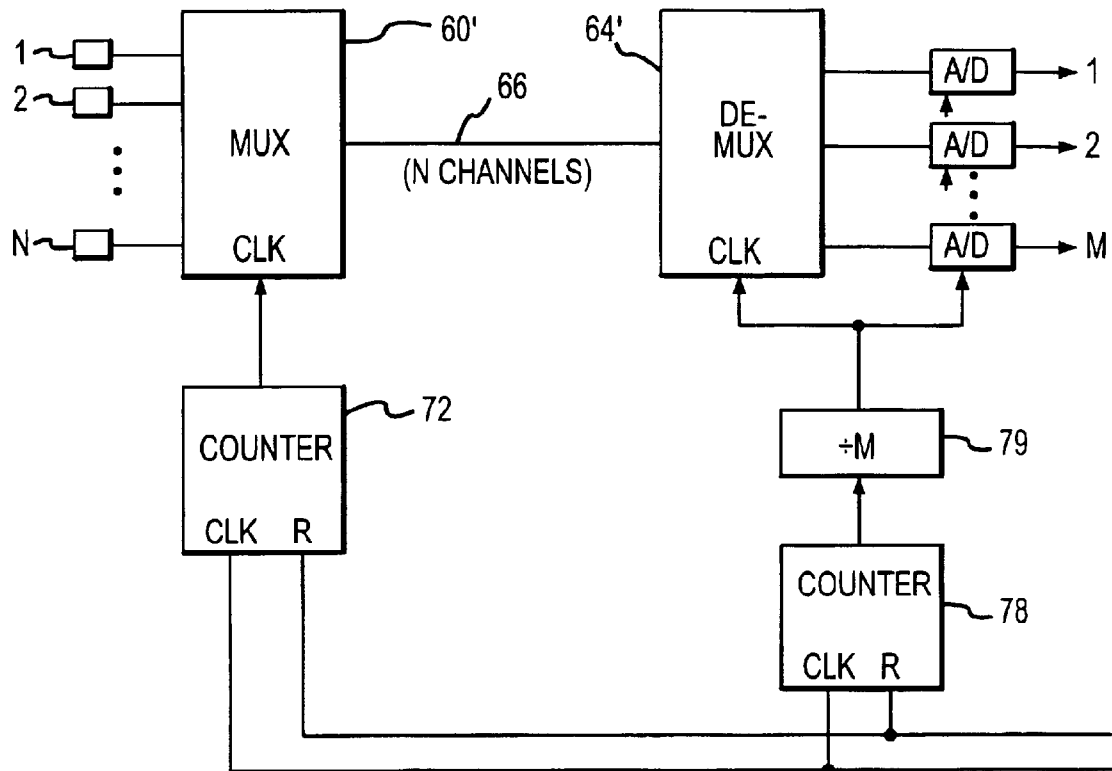 60'
64'
1
A/D
1
2
66
DE-
MUX
MUX
A/D
2
(N CHANNELS)
N
CLK
CLK
A/D
M
72
COUNTER
÷M
79
CLK R
COUNTER
78
CLK R